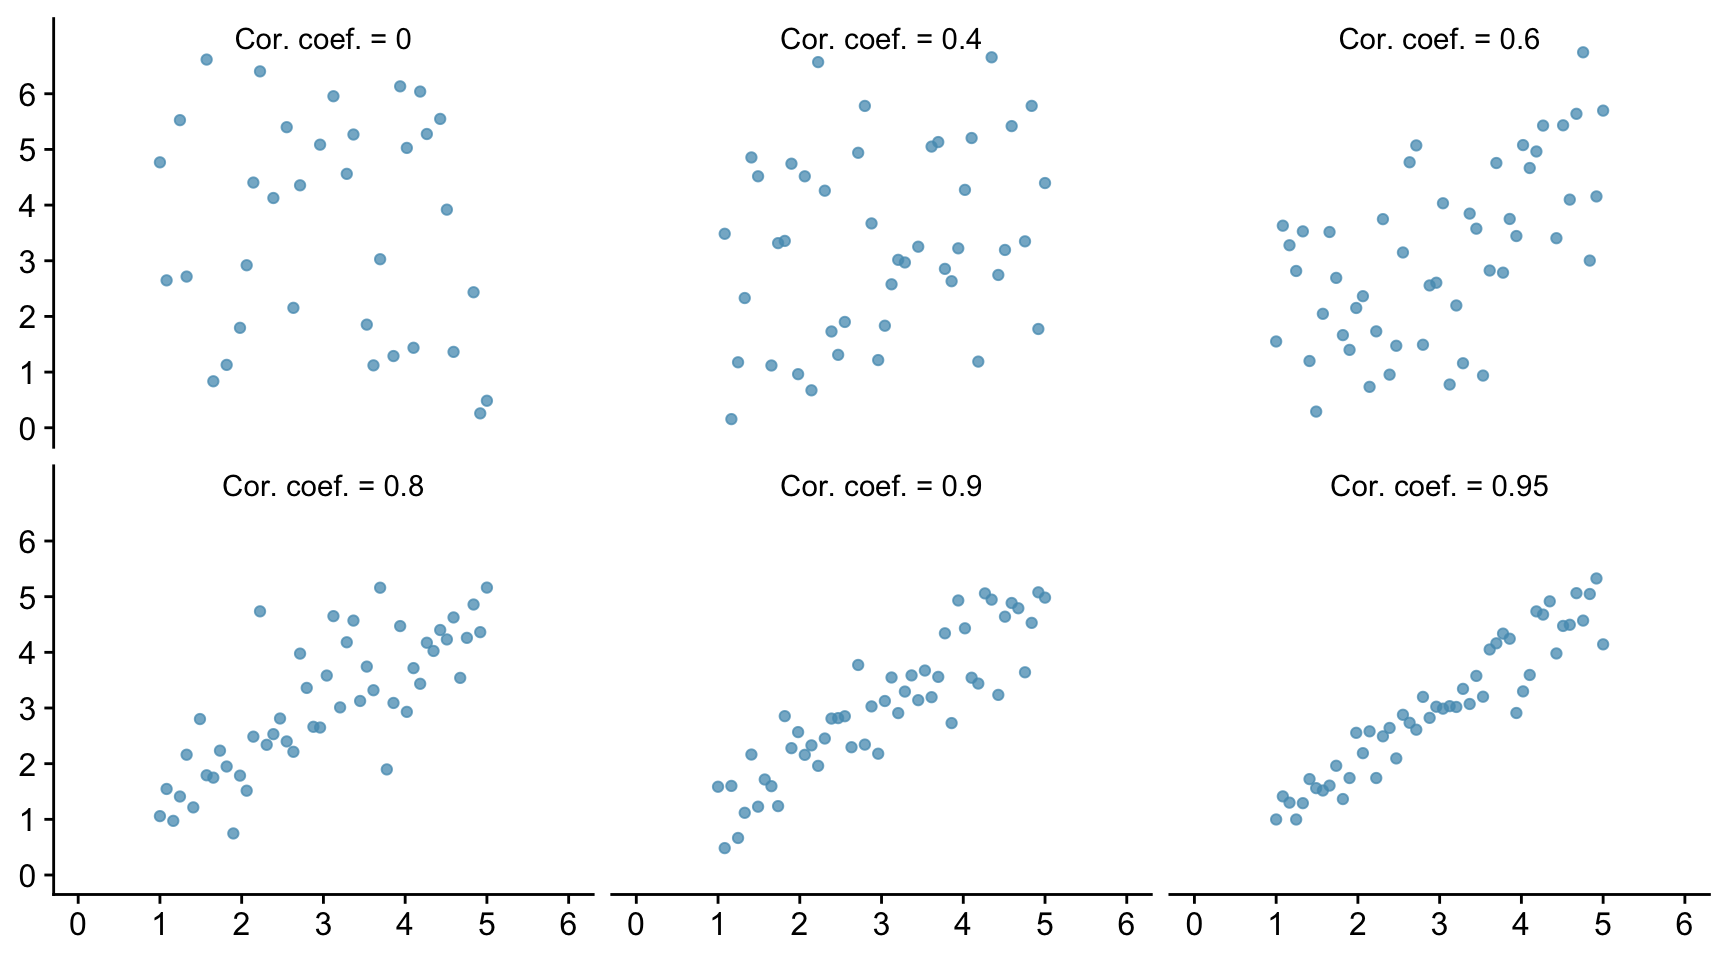 Cor. coef. = 0
Cor. coef. = 0.4
Cor. coef. = 0.6
6
5
4
3
2
1
0
Cor. coef. = 0.8
Cor. coef. = 0.9
Cor. coef. = 0.95
6
5
4
3
2
1
0
0 1 2 3 4 5 6
0 1 2 3 4 5 6
0 1 2 3 4 5 6